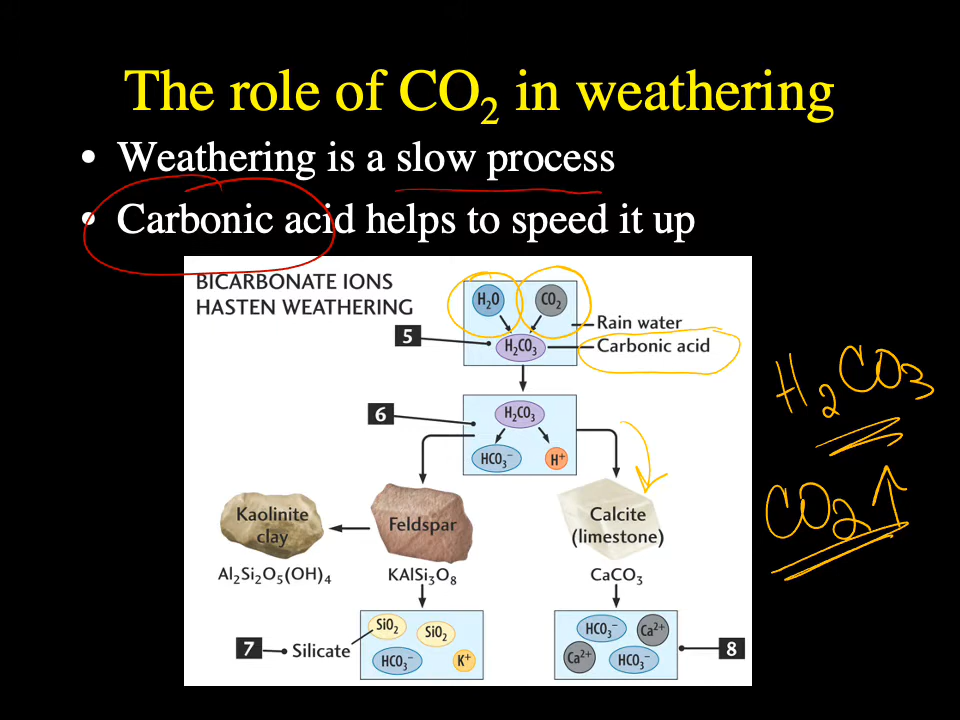 The role of CO₂ in weathering
• Weathering is a slow process
• Carbonic acid helps to speed it up
BICARBONATE IONS
HASTEN WEATHERING
H₂O
CO₂
Rain water
5
H₂CO₃
Carbonic acid
H₂CO₃
6
H₂CO₃
HCO₃⁻
H⁺
CO₂↑
Kaolinite
clay
Feldspar
Calcite
(limestone)
Al₂Si₂O₅(OH)₄
KAlSi₃O₈
CaCO₃
7
Silicate
SiO₂
SiO₂
HCO₃⁻
K⁺
HCO₃⁻
Ca²⁺
Ca²⁺
HCO₃⁻
8